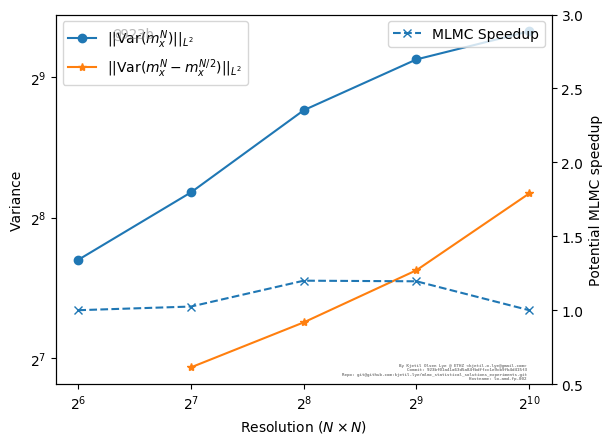 ||Var(m_x^N)||_{L^2}
||Var(m_x^N − m_x^{N/2})||_{L^2}
MLMC Speedup
2^9
2^8
2^7
Variance
3.0
2.5
2.0
1.5
1.0
0.5
Potential MLMC speedup
2^6 2^7 2^8 2^9 2^10
Resolution (N × N)